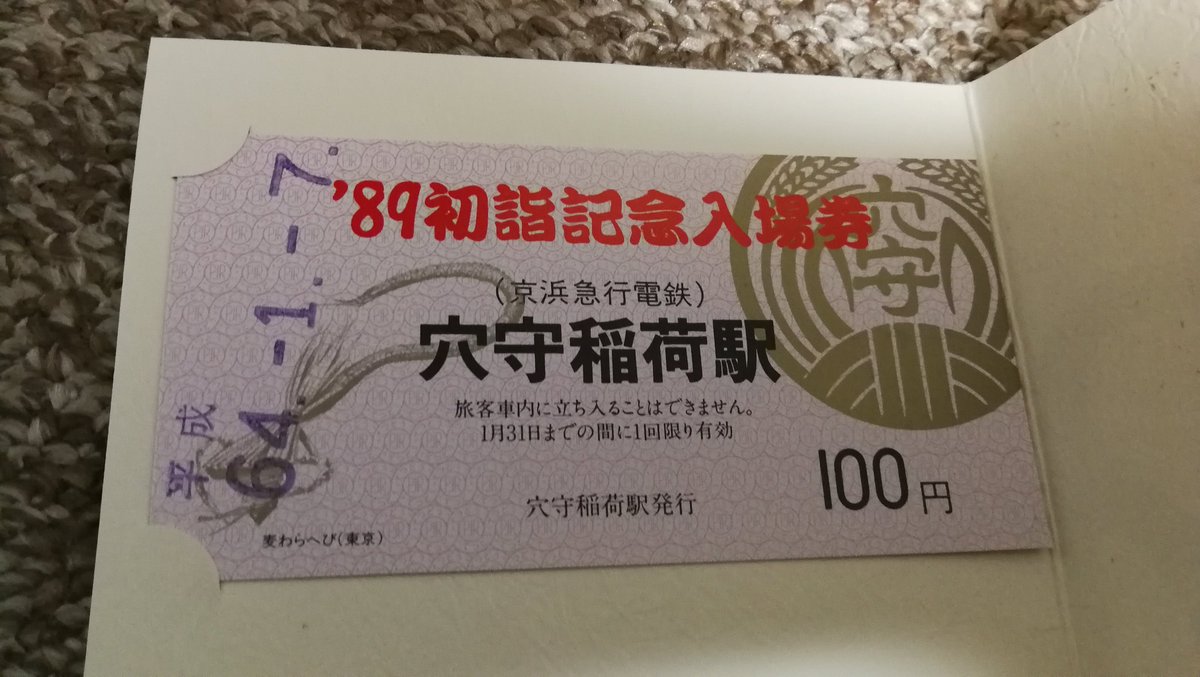 '89初詣記念入場券
(京浜急行電鉄)
穴守稲荷駅
旅客車内に立ち入ることはできません。
1月31日までの間に1回限り有効
100円
穴守稲荷駅発行
麦わらへび(東京)
平成
64.-1.-7.
穴守